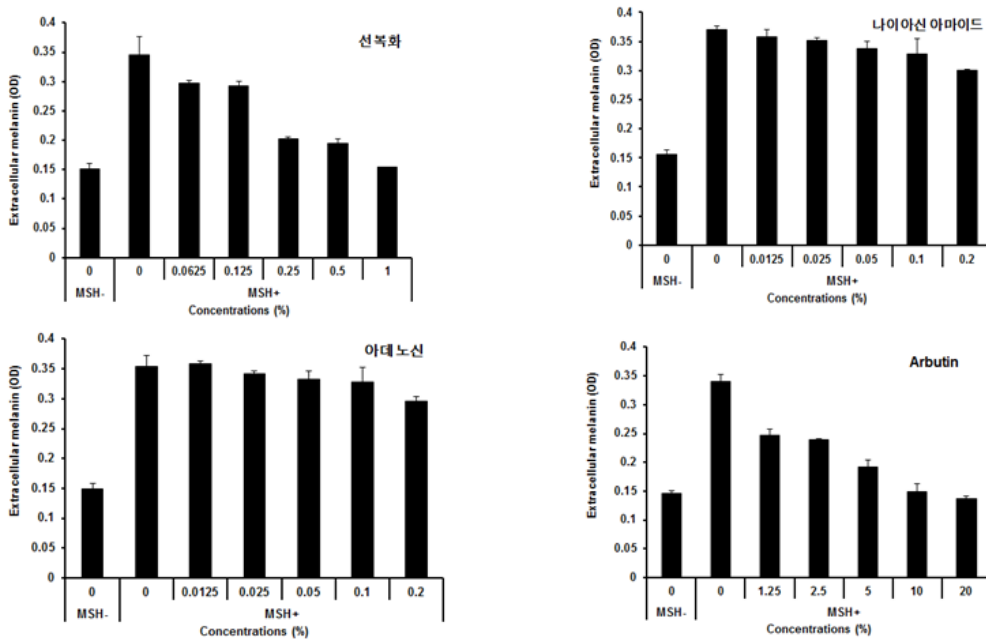 선복화
Extracellular melanin (OD)
0.4
0.35
0.3
0.25
0.2
0.15
0.1
0.05
0
0 0 0.0625 0.125 0.25 0.5 1
MSH- MSH+
Concentrations (%)
나이아신 아마이드
Extracellular melanin (OD)
0.4
0.35
0.3
0.25
0.2
0.15
0.1
0.05
0
0 0 0.0125 0.025 0.05 0.1 0.2
MSH- MSH+
Concentrations (%)
아데노신
Extracellular melanin (OD)
0.4
0.35
0.3
0.25
0.2
0.15
0.1
0.05
0
0 0 0.0125 0.025 0.05 0.1 0.2
MSH- MSH+
Concentrations (%)
Arbutin
Extracellular melanin (OD)
0.4
0.35
0.3
0.25
0.2
0.15
0.1
0.05
0
0 0 1.25 2.5 5 10 20
MSH- MSH+
Concentrations (%)